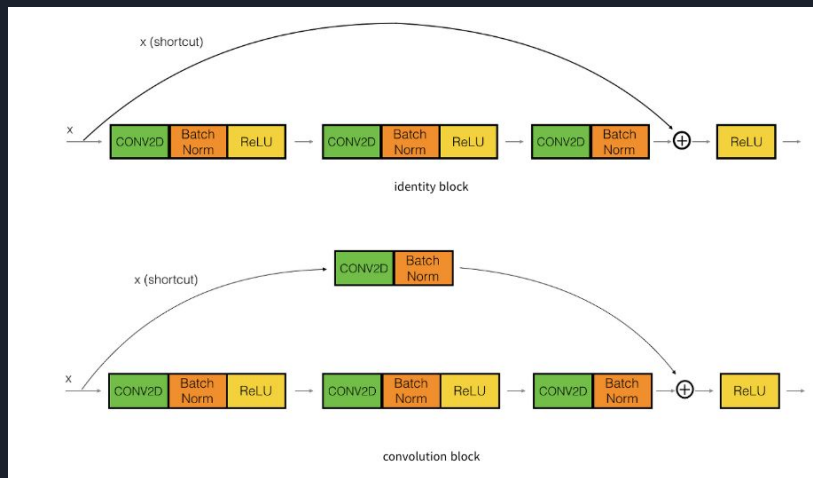 x (shortcut)
x
CONV2D
Batch
Norm
ReLU
CONV2D
Batch
Norm
ReLU
CONV2D
Batch
Norm
ReLU
identity block
x (shortcut)
CONV2D
Batch
Norm
x
CONV2D
Batch
Norm
ReLU
CONV2D
Batch
Norm
ReLU
CONV2D
Batch
Norm
ReLU
convolution block